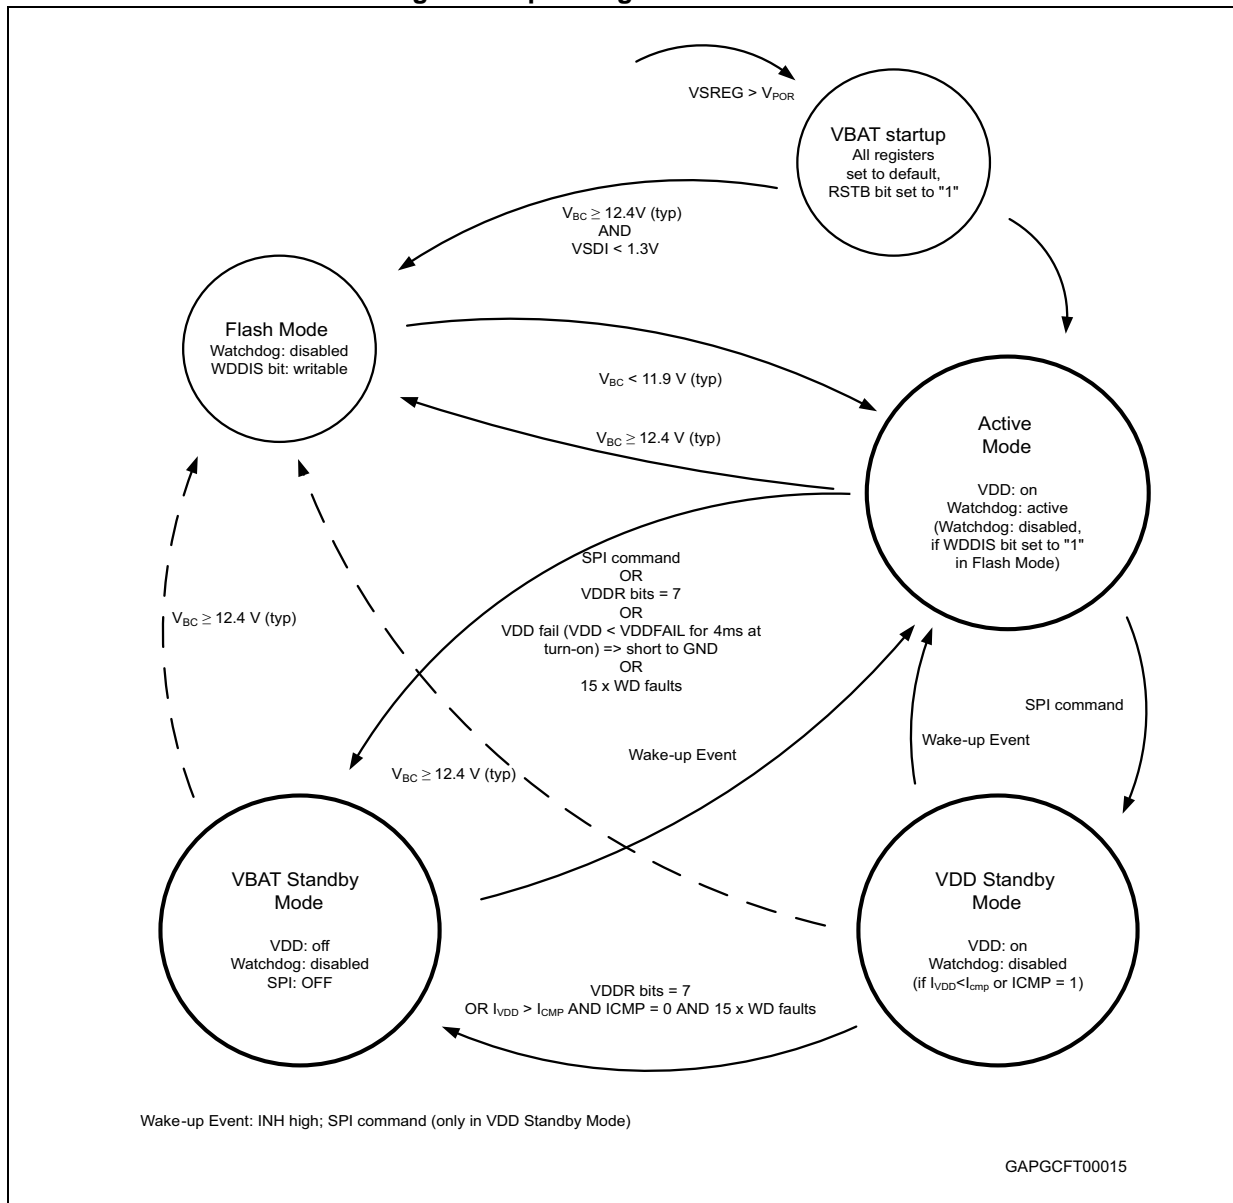 VSREG > VPOR
VBAT startup
All registers
set to default,
RSTB bit set to "1"
VBC ≥ 12.4V (typ)
AND
VSDI < 1.3V
Flash Mode
Watchdog: disabled
WDDIS bit: writable
VBC < 11.9 V (typ)
VBC ≥ 12.4 V (typ)
Active
Mode
VDD: on
Watchdog: active
(Watchdog: disabled,
if WDDIS bit set to "1"
in Flash Mode)
SPI command
OR
VDDR bits = 7
OR
VDD fail (VDD < VDDFAIL for 4ms at
turn-on) => short to GND
OR
15 x WD faults
VBC ≥ 12.4 V (typ)
SPI command
Wake-up Event
Wake-up Event
VBC ≥ 12.4 V (typ)
VBAT Standby
Mode
VDD: off
Watchdog: disabled
SPI: OFF
VDD Standby
Mode
VDD: on
Watchdog: disabled
(if IVDD<Icmp or ICMP = 1)
VDDR bits = 7
OR IVDD > ICMP AND ICMP = 0 AND 15 x WD faults
Wake-up Event: INH high; SPI command (only in VDD Standby Mode)
GAPGCFT00015